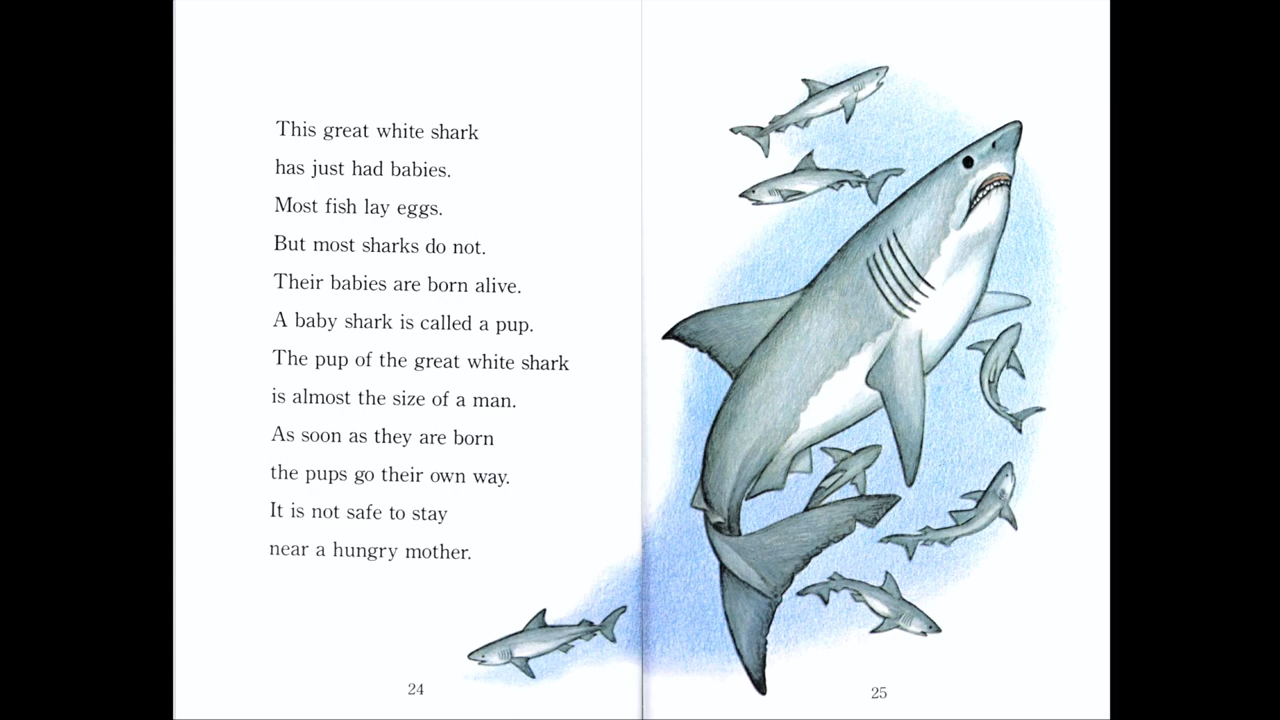 This great white shark
has just had babies.
Most fish lay eggs.
But most sharks do not.
Their babies are born alive.
A baby shark is called a pup.
The pup of the great white shark
is almost the size of a man.
As soon as they are born
the pups go their own way.
It is not safe to stay
near a hungry mother.
24
25